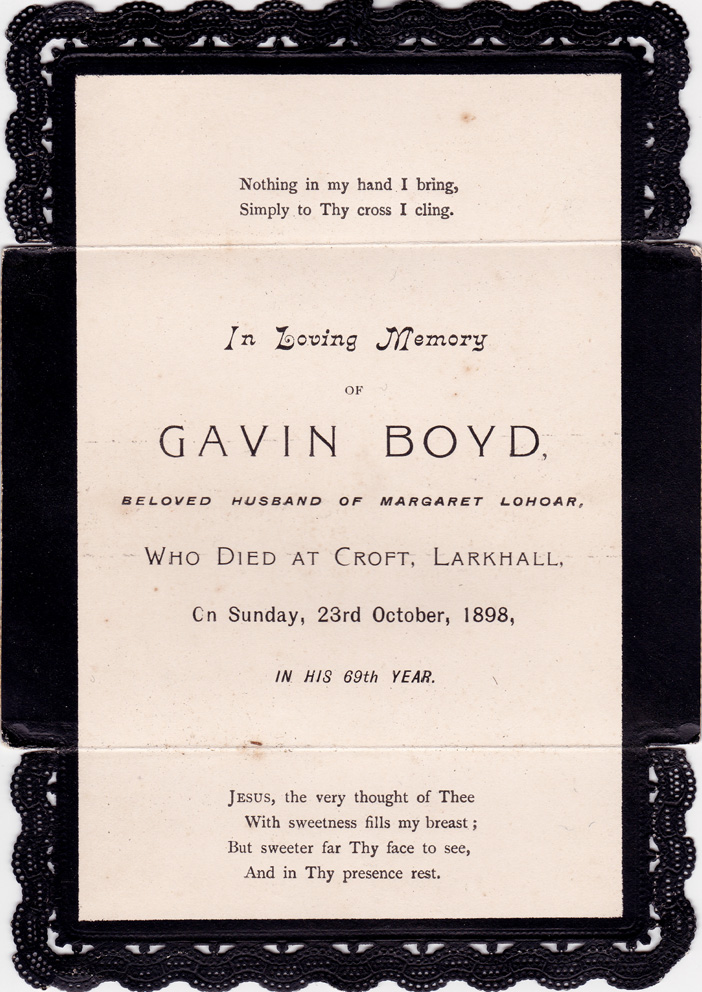 Nothing in my hand I bring,
Simply to Thy cross I cling.
In Loving Memory
OF
GAVIN BOYD,
BELOVED HUSBAND OF MARGARET LOHOAR,
WHO DIED AT CROFT, LARKHALL,
On Sunday, 23rd October, 1898,
IN HIS 69th YEAR.
JESUS, the very thought of Thee
With sweetness fills my breast;
But sweeter far Thy face to see,
And in Thy presence rest.